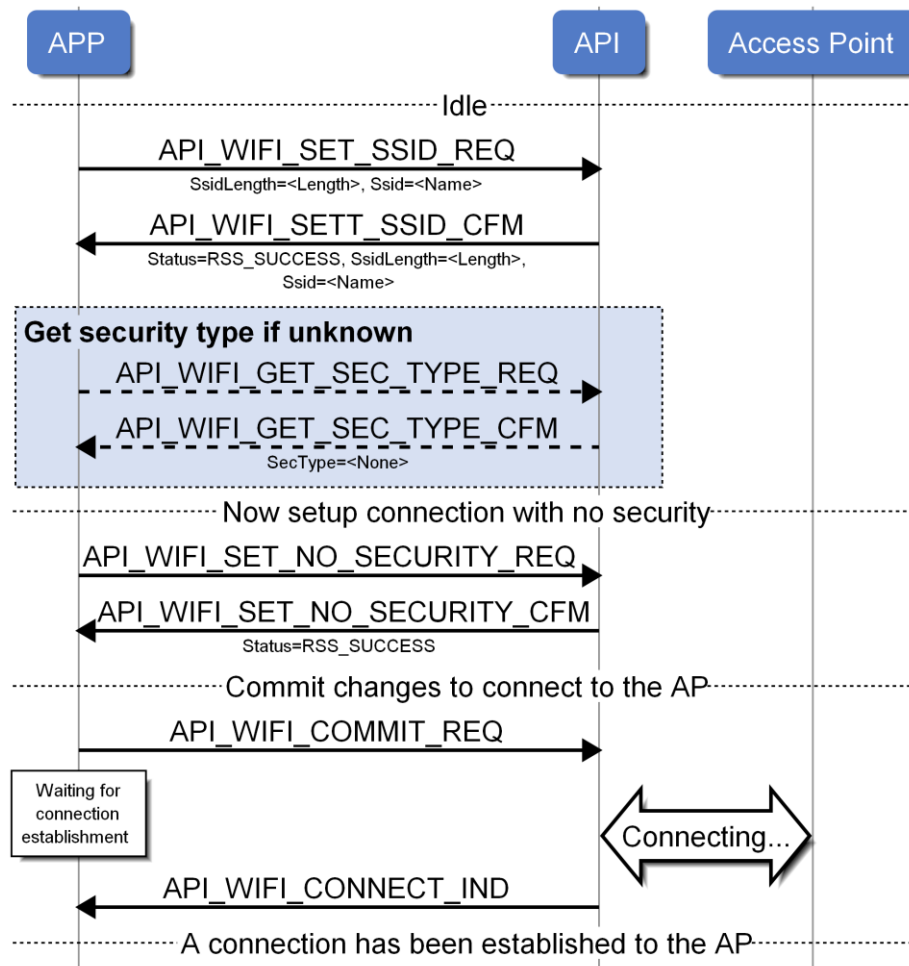 APP
API
Access Point
Idle
API_WIFI_SET_SSID_REQ
SsidLength=<Length>, Ssid=<Name>
API_WIFI_SETT_SSID_CFM
Status=RSS_SUCCESS, SsidLength=<Length>,
Ssid=<Name>
Get security type if unknown
API_WIFI_GET_SEC_TYPE_REQ
API_WIFI_GET_SEC_TYPE_CFM
SecType=<None>
Now setup connection with no security
API_WIFI_SET_NO_SECURITY_REQ
API_WIFI_SET_NO_SECURITY_CFM
Status=RSS_SUCCESS
Commit changes to connect to the AP
API_WIFI_COMMIT_REQ
Waiting for
connection
establishment
Connecting...
API_WIFI_CONNECT_IND
A connection has been established to the AP